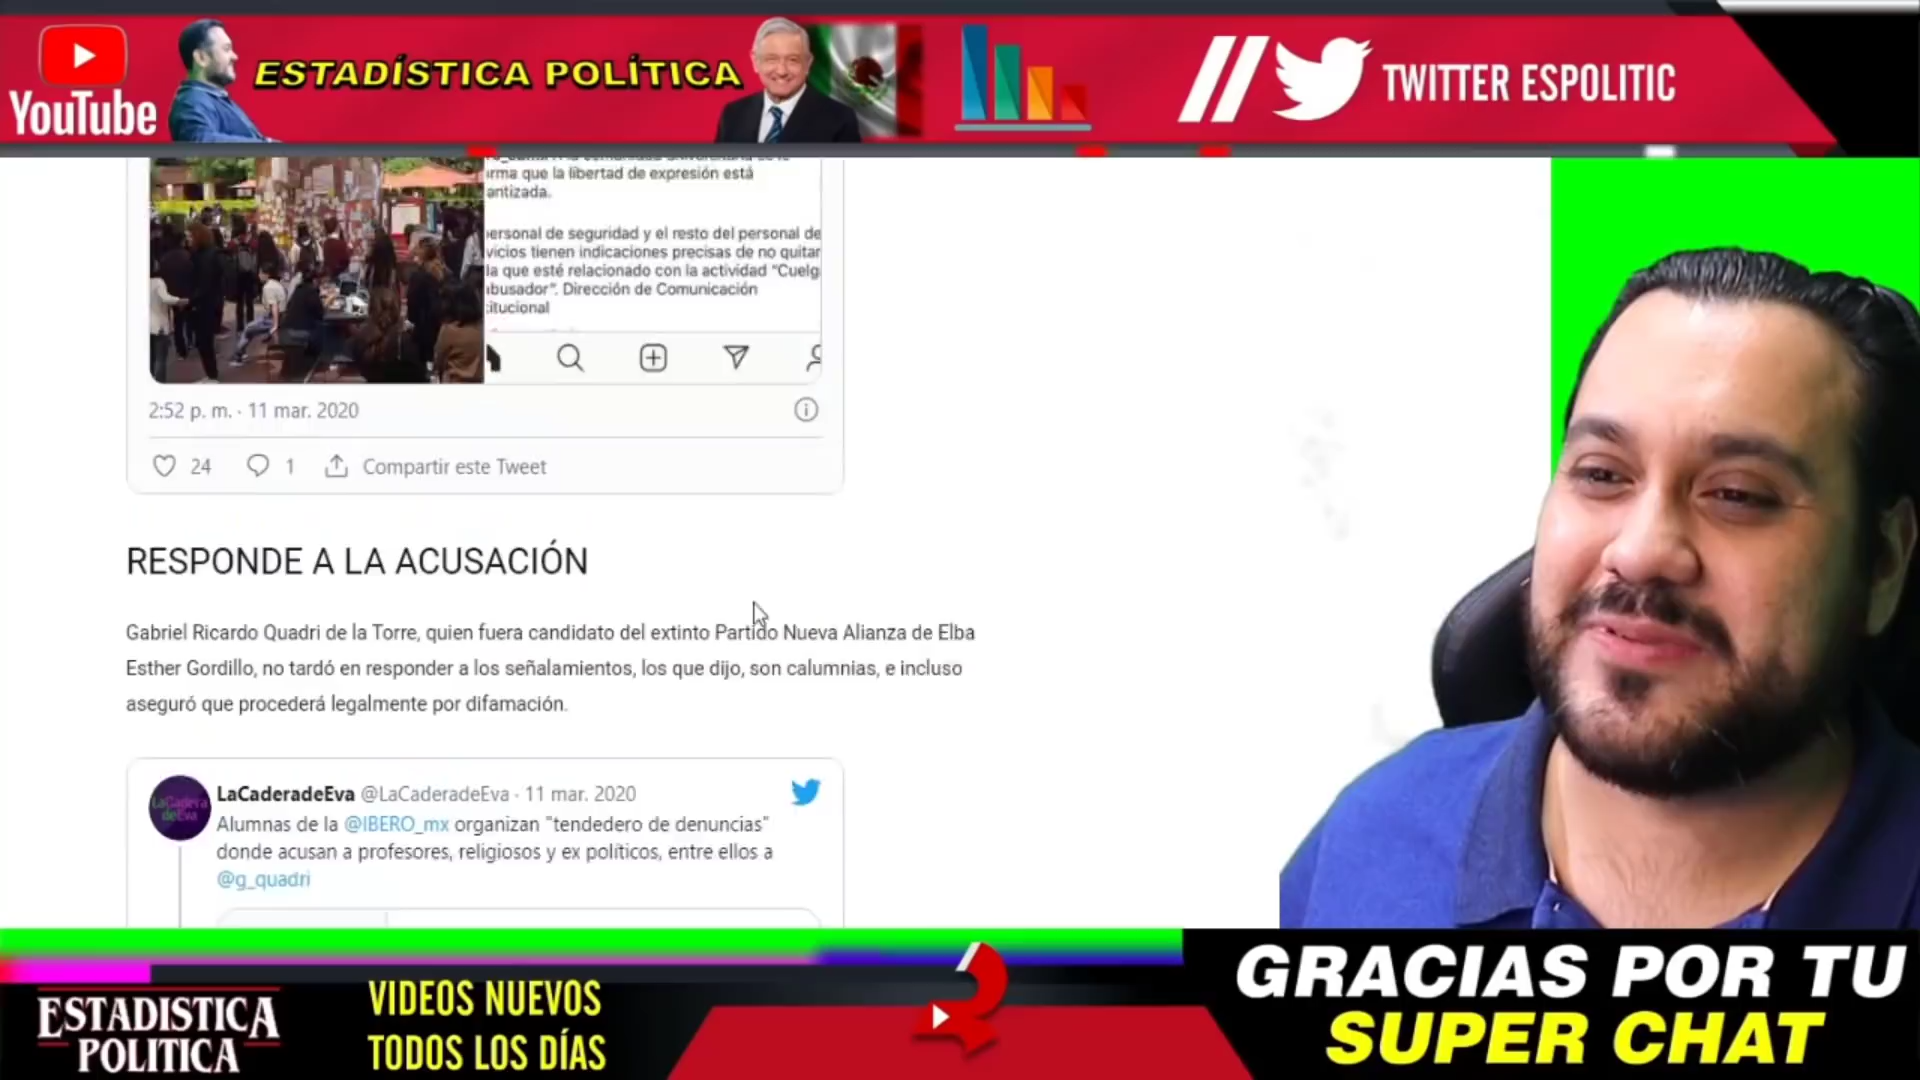 YouTube
ESTADÍSTICA POLÍTICA
TWITTER ESPOLITIC
irma que la libertad de expresión está
antizada.
ersonal de seguridad y el resto del personal de
vicios tienen indicaciones precisas de no quitar
la que esté relacionado con la actividad "Cuelg
busador". Dirección de Comunicación
itucional
2:52 p. m. · 11 mar. 2020
24 1 Compartir este Tweet
RESPONDE A LA ACUSACIÓN
Gabriel Ricardo Quadri de la Torre, quien fuera candidato del extinto Partido Nueva Alianza de Elba
Esther Gordillo, no tardó en responder a los señalamientos, los que dijo, son calumnias, e incluso
aseguró que procederá legalmente por difamación.
LaCaderadeEva @LaCaderadeEva · 11 mar. 2020
LaCadera
deEva
Alumnas de la @IBERO_mx organizan "tendedero de denuncias"
donde acusan a profesores, religiosos y ex políticos, entre ellos a
@g_quadri
ESTADISTICA
POLITICA
VIDEOS NUEVOS
TODOS LOS DÍAS
GRACIAS POR TU
SUPER CHAT